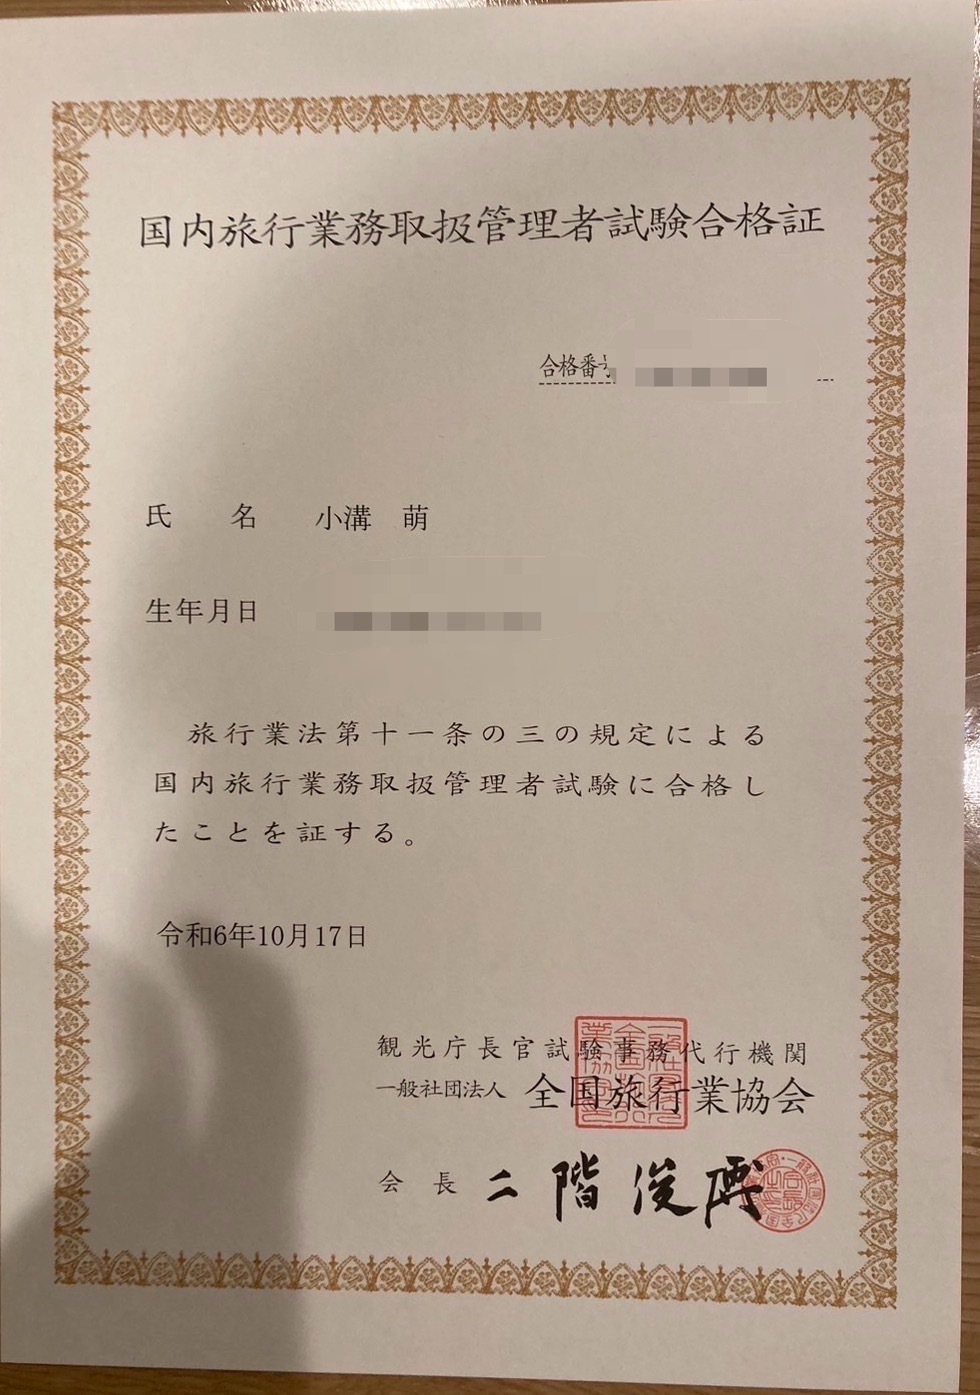 国内旅行業務取扱管理者試験合格証
合格番号
氏　名　小溝　萌
生年月日
旅行業法第十一条の三の規定による
国内旅行業務取扱管理者試験に合格し
たことを証する。
令和6年10月17日
観光庁長官試験事務代行機関
一般社団法人 全国旅行業協会
会　長　二階俊博